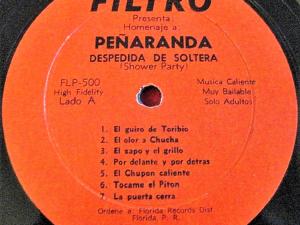 FILTRO
Presenta
Homenaje a:
PEÑARANDA
DESPEDIDA DE SOLTERA
(Shower Party)
FLP-500
High Fidelity
Lado A
Musica Caliente
Muy Bailable
Solo Adultos
1. El guiro de Toribio
2. El olor a Chucha
3. El sapo y el grillo
4. Por delante y por detras
5. El Chupon caliente
6. Tocame el Piton
7. La puerta cerra
Ordene a: Florida Records Dist
Florida, P. R.